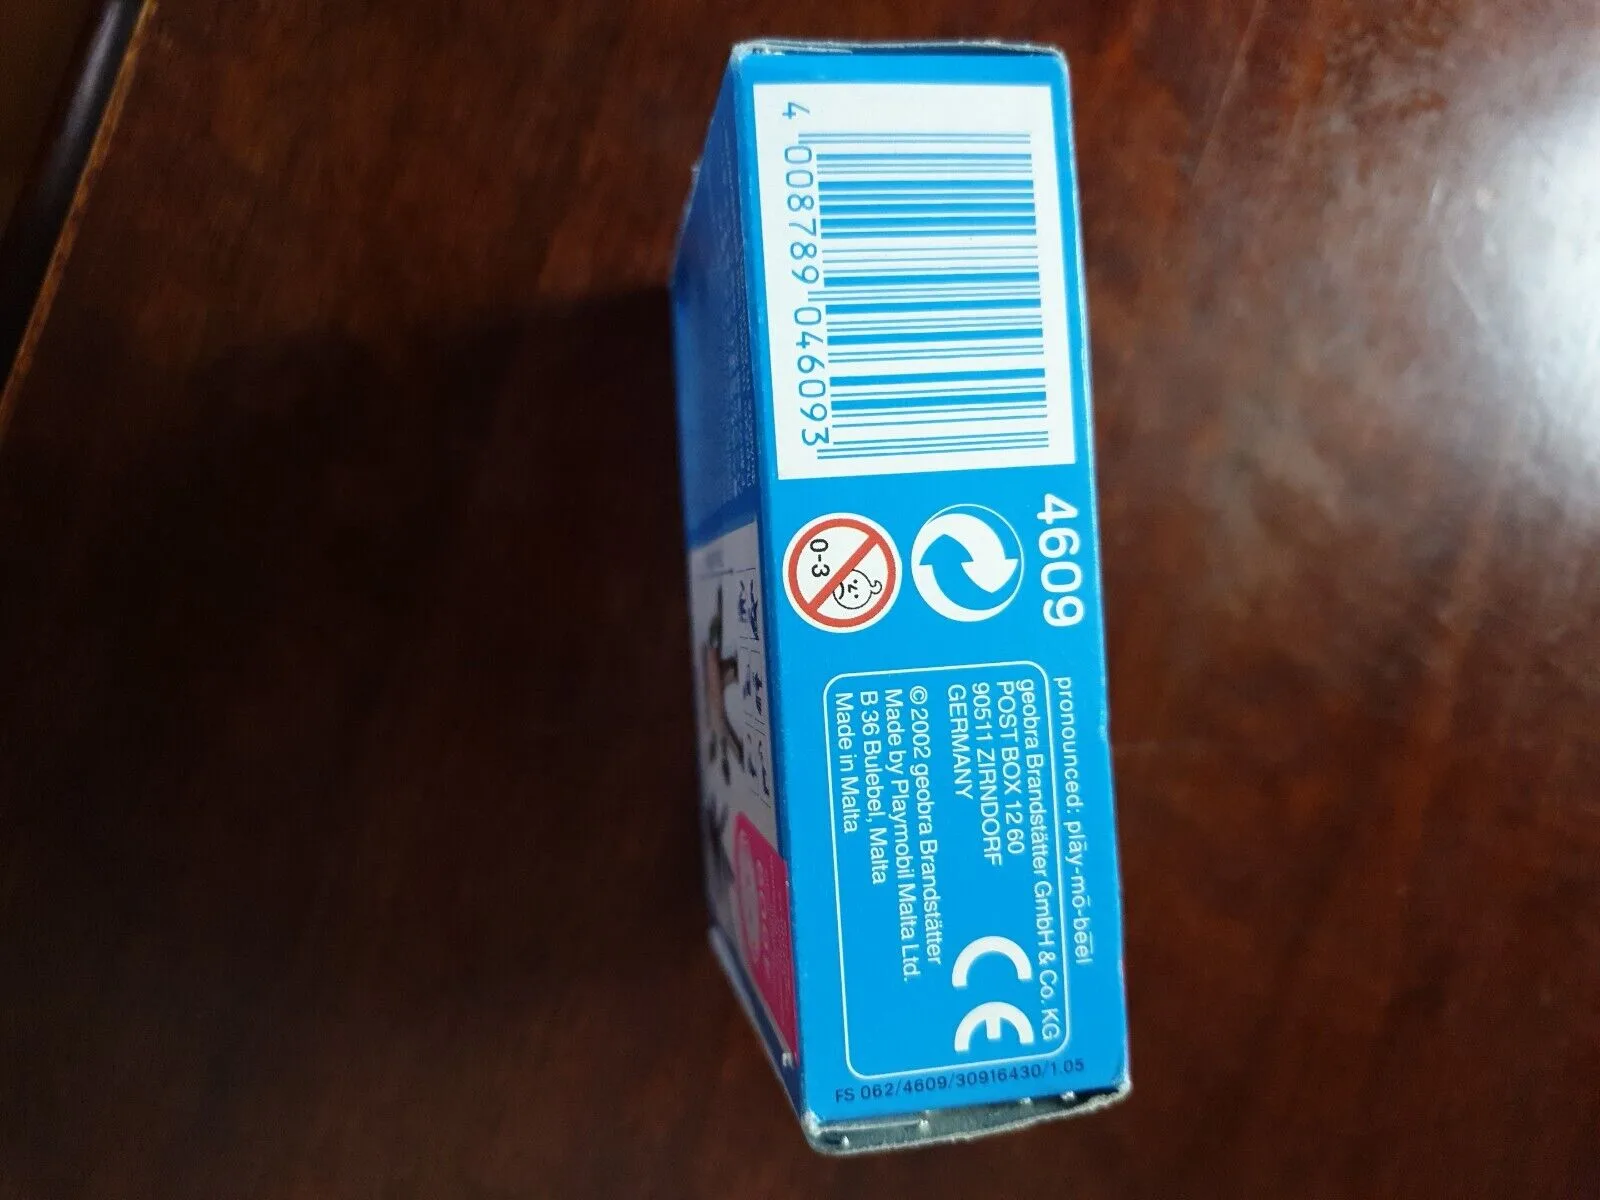 4 008789 046093
4609
0-3
pronounced: plāy-mō-bēēl
geobra Brandstätter GmbH & Co. KG
POST BOX 12 60
90511 ZIRNDORF
GERMANY
CE
© 2002 geobra Brandstätter
Made by Playmobil Malta Ltd.
B 36 Bulebel, Malta
Made in Malta
FS 062/4609/30916430/1.05